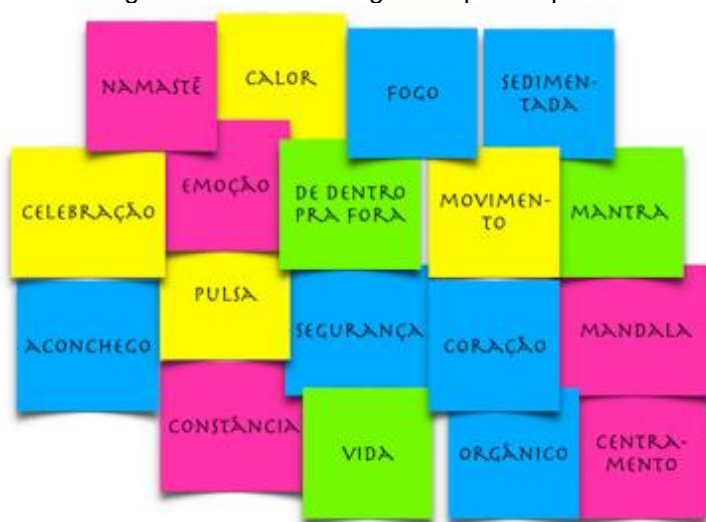 NAMASTÊ
CALOR
FOGO
SEDIMEN-
TADA
CELEBRAÇÃO
EMOÇÃO
DE DENTRO
PRA FORA
MOVIMEN-
TO
MANTRA
ACONCHEGO
PULSA
SEGURANÇA
CORAÇÃO
MANDALA
CONSTÂNCIA
VIDA
ORGÂNICO
CENTRA-
MENTO